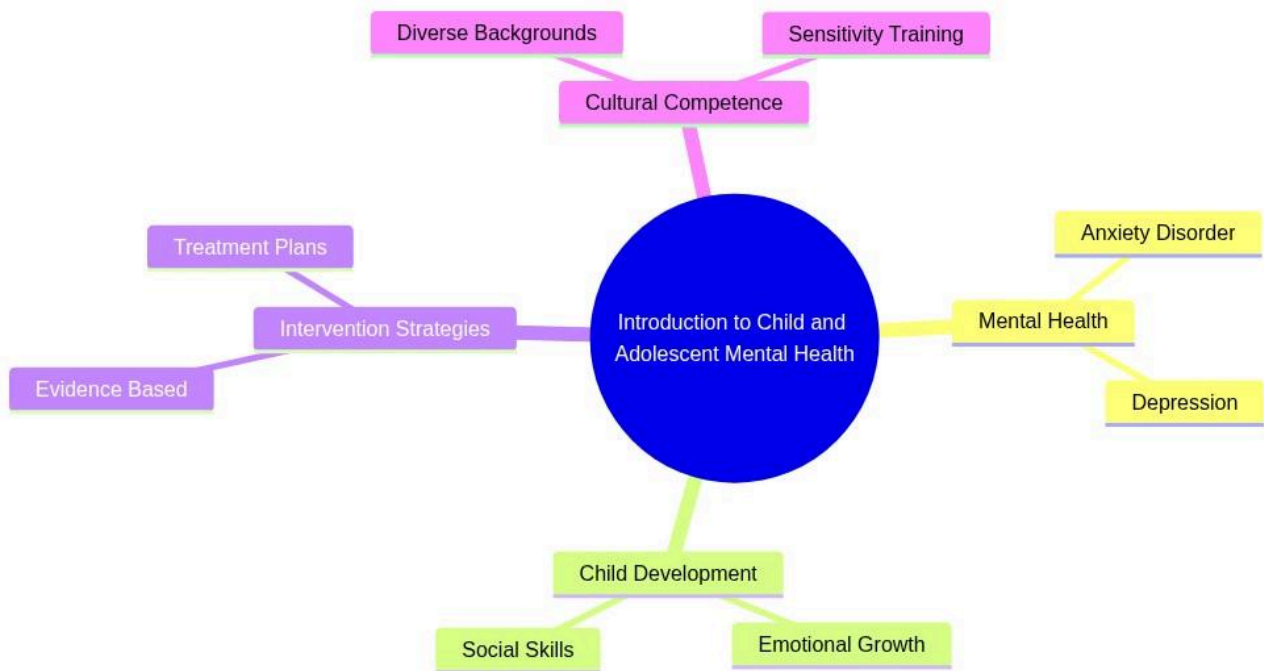 Diverse Backgrounds
Sensitivity Training
Cultural Competence
Treatment Plans
Intervention Strategies
Evidence Based
Introduction to Child and
Adolescent Mental Health
Anxiety Disorder
Mental Health
Depression
Child Development
Social Skills
Emotional Growth